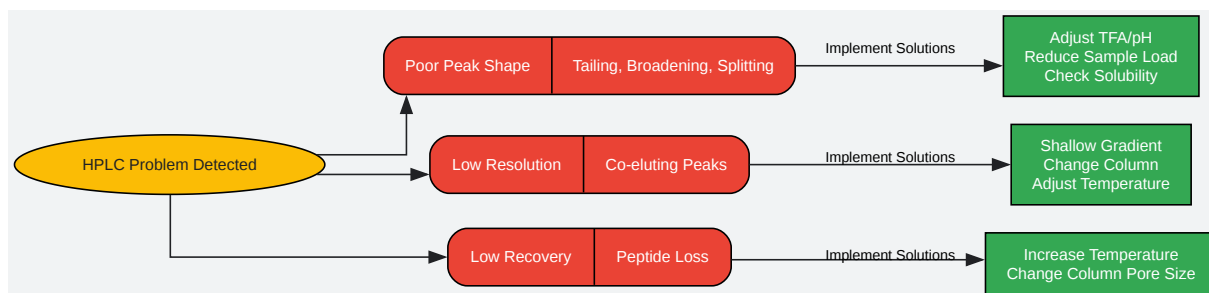 HPLC Problem Detected
Poor Peak Shape
Tailing, Broadening, Splitting
Implement Solutions
Adjust TFA/pH
Reduce Sample Load
Check Solubility
Low Resolution
Co-eluting Peaks
Implement Solutions
Shallow Gradient
Change Column
Adjust Temperature
Low Recovery
Peptide Loss
Implement Solutions
Increase Temperature
Change Column Pore Size